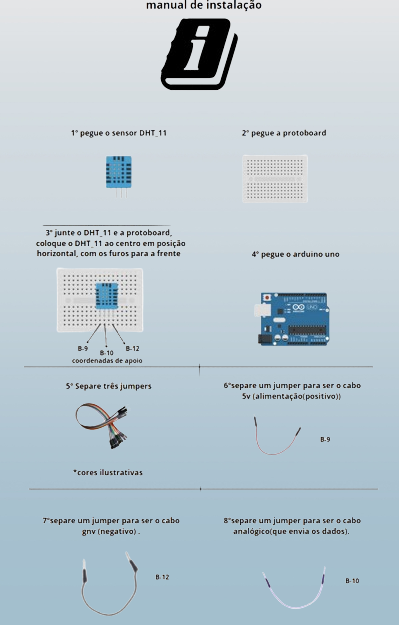 manual de instalação
1° pegue o sensor DHT_11
2° pegue a protoboard
3° junte o DHT_11 e a protoboard,
coloque o DHT_11 ao centro em posição
horizontal, com os furos para a frente
B-9
B-10
B-12
coordenadas de apoio
4° pegue o arduino uno
UNO
5° Separe três jumpers
*cores ilustrativas
6°separe um jumper para ser o cabo
5v (alimentação(positivo))
B-9
7°separe um jumper para ser o cabo
gnv (negativo) .
B-12
8°separe um jumper para ser o cabo
analógico(que envia os dados).
B-10